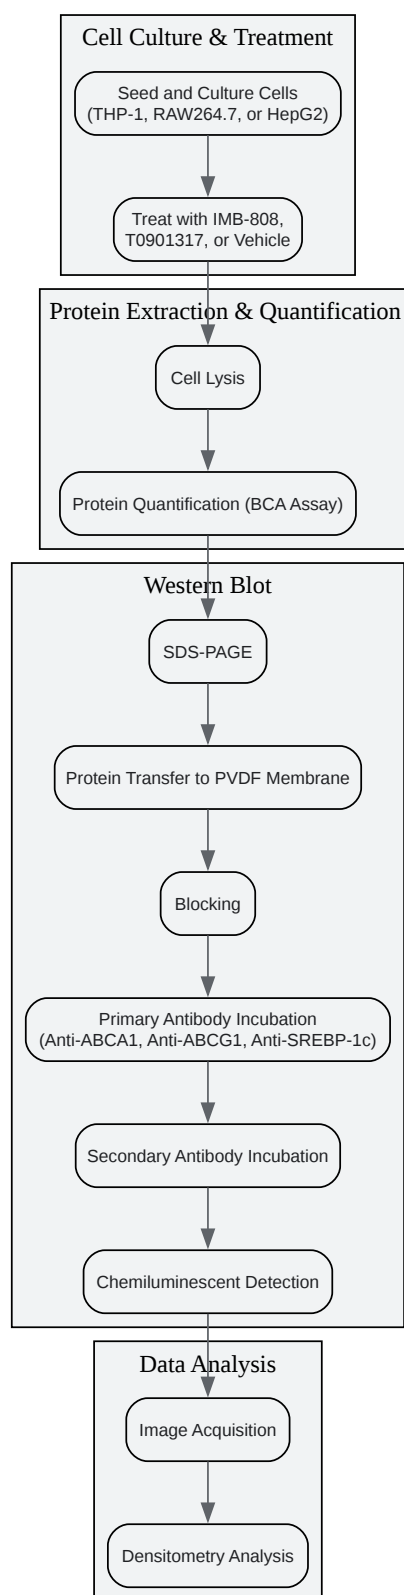 Cell Culture & Treatment
Seed and Culture Cells
(THP-1, RAW264.7, or HepG2)
Treat with IMB-808,
T0901317, or Vehicle
Protein Extraction & Quantification
Cell Lysis
Protein Quantification (BCA Assay)
Western Blot
SDS-PAGE
Protein Transfer to PVDF Membrane
Blocking
Primary Antibody Incubation
(Anti-ABCA1, Anti-ABCG1, Anti-SREBP-1c)
Secondary Antibody Incubation
Chemiluminescent Detection
Data Analysis
Image Acquisition
Densitometry Analysis